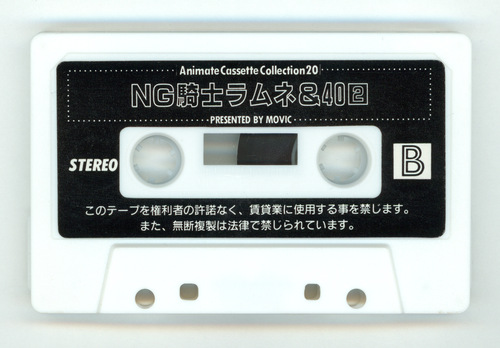 Animate Cassette Collection 20
NG騎士ラムネ&40 2
PRESENTED BY MOVIC
STEREO
B
このテープを権利者の許諾なく、賃貸業に使用する事を禁じます。
また、無断複製は法律で禁じられています。